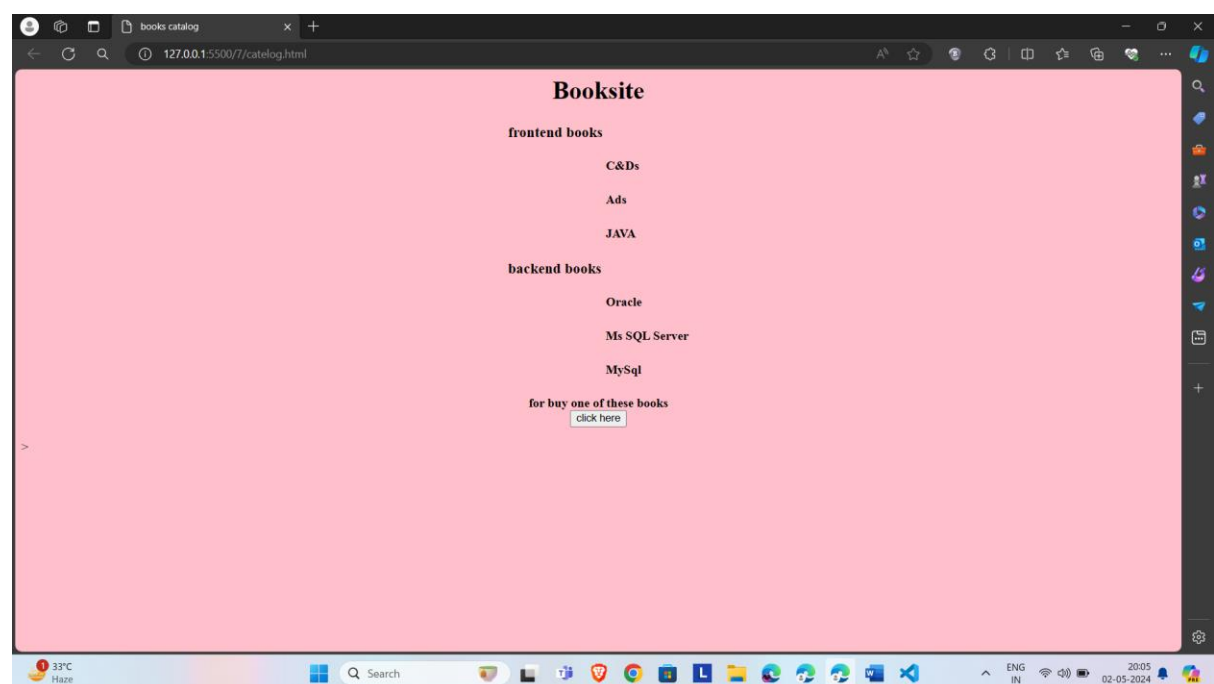 books catalog
127.0.0.1:5500/7/catelog.html
Booksite
frontend books
C&Ds
Ads
JAVA
backend books
Oracle
Ms SQL Server
MySql
for buy one of these books
click here
>
1
33°C
Haze
Search
ENG
IN
20:05
02-05-2024